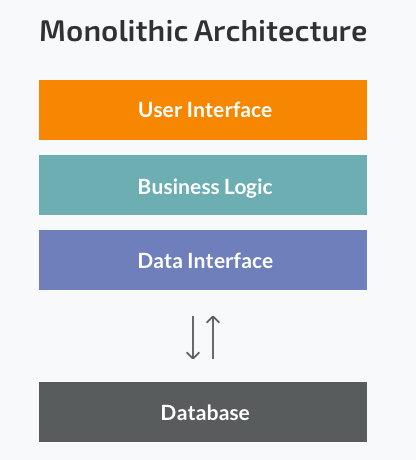 Monolithic Architecture
User Interface
Business Logic
Data Interface
Database